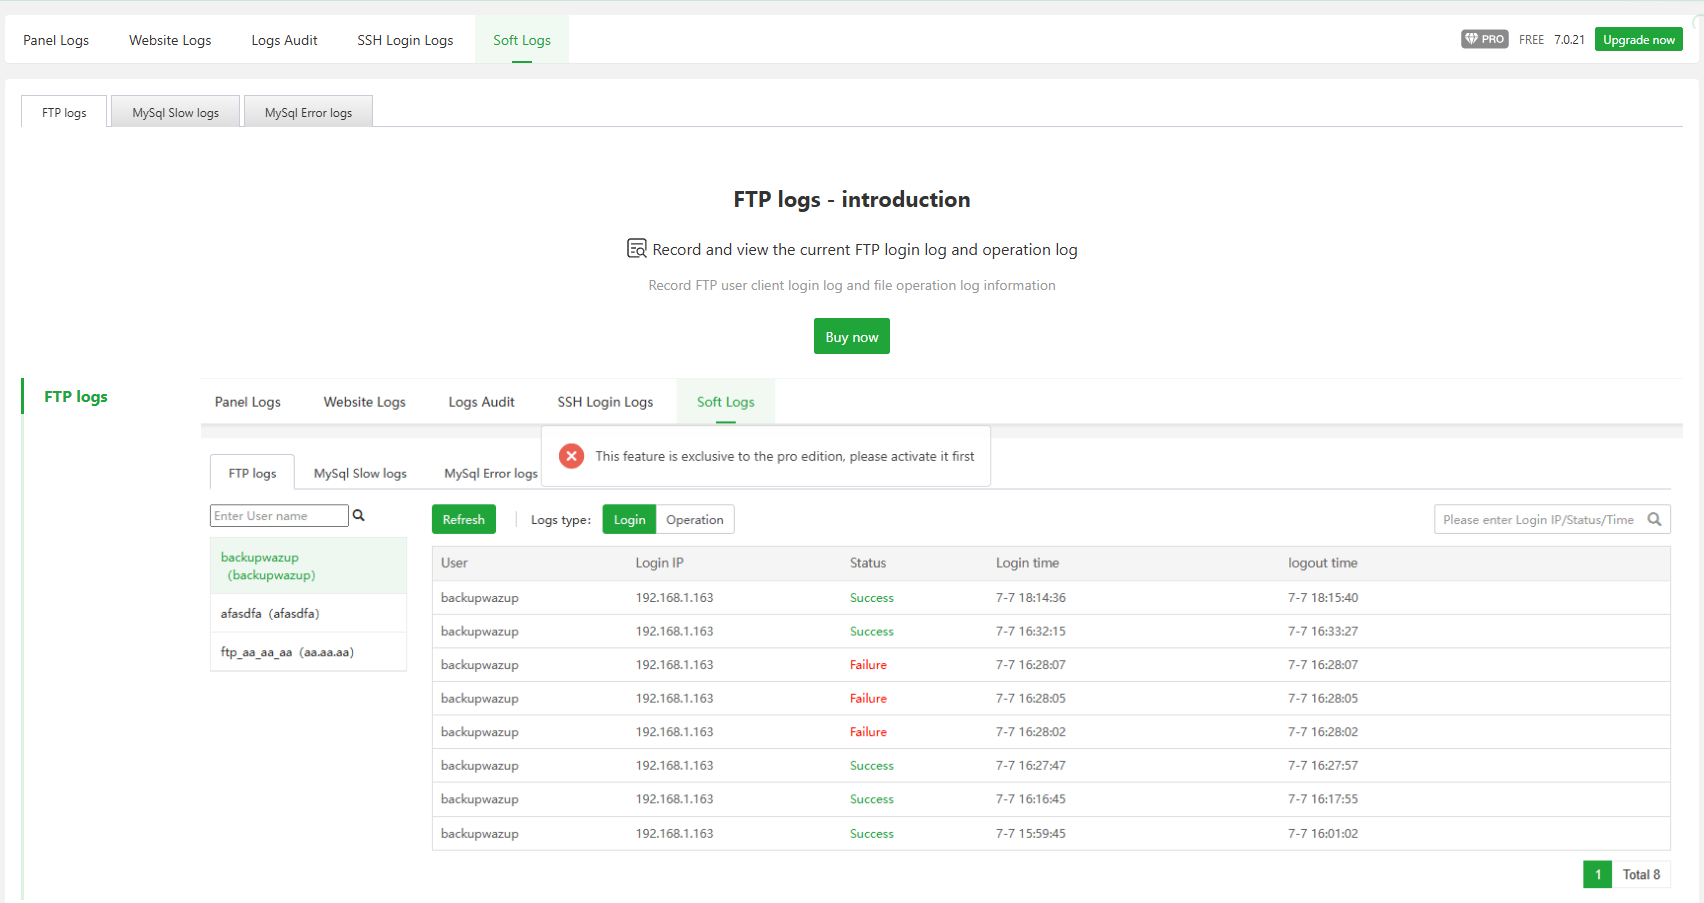 Panel Logs Website Logs Logs Audit SSH Login Logs Soft Logs PRO FREE 7.0.21 Upgrade now
FTP logs MySql Slow logs MySql Error logs
FTP logs - introduction
Record and view the current FTP login log and operation log
Record FTP user client login log and file operation log information
Buy now
FTP logs
Panel Logs Website Logs Logs Audit SSH Login Logs Soft Logs
This feature is exclusive to the pro edition, please activate it first
FTP logs MySql Slow logs MySql Error logs
Enter User name
Refresh Logs type: Login Operation Please enter Login IP/Status/Time
backupwazup
(backupwazup)
afasdfa (afasdfa)
ftp_aa_aa_aa (aa.aa.aa)
User Login IP Status Login time logout time
backupwazup 192.168.1.163 Success 7-7 18:14:36 7-7 18:15:40
backupwazup 192.168.1.163 Success 7-7 16:32:15 7-7 16:33:27
backupwazup 192.168.1.163 Failure 7-7 16:28:07 7-7 16:28:07
backupwazup 192.168.1.163 Failure 7-7 16:28:05 7-7 16:28:05
backupwazup 192.168.1.163 Failure 7-7 16:28:02 7-7 16:28:02
backupwazup 192.168.1.163 Success 7-7 16:27:47 7-7 16:27:57
backupwazup 192.168.1.163 Success 7-7 16:16:45 7-7 16:17:55
backupwazup 192.168.1.163 Success 7-7 15:59:45 7-7 16:01:02
1 Total 8